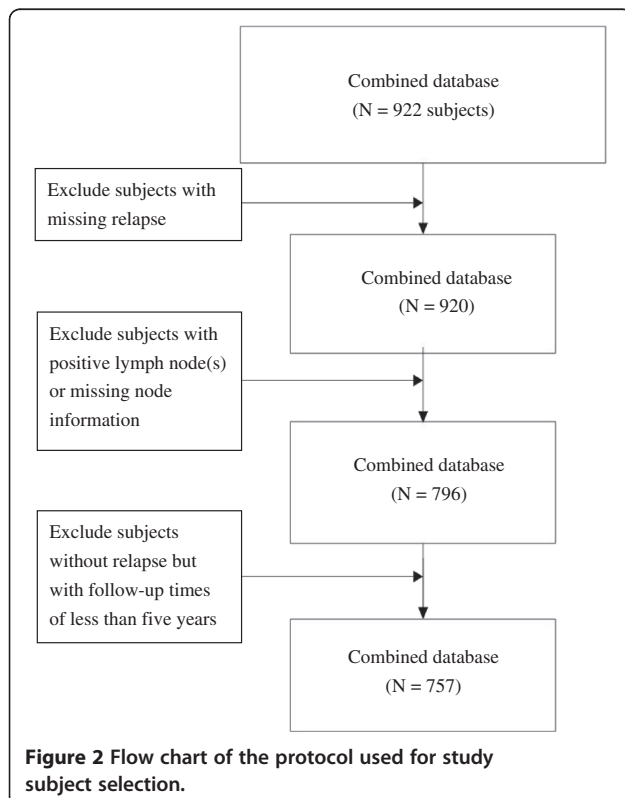 Combined database
(N = 922 subjects)
Exclude subjects with
missing relapse
Combined database
(N = 920)
Exclude subjects with
positive lymph node(s)
or missing node
information
Combined database
(N = 796)
Exclude subjects
without relapse but
with follow-up times
of less than five years
Combined database
(N = 757)
Figure 2 Flow chart of the protocol used for study
subject selection.